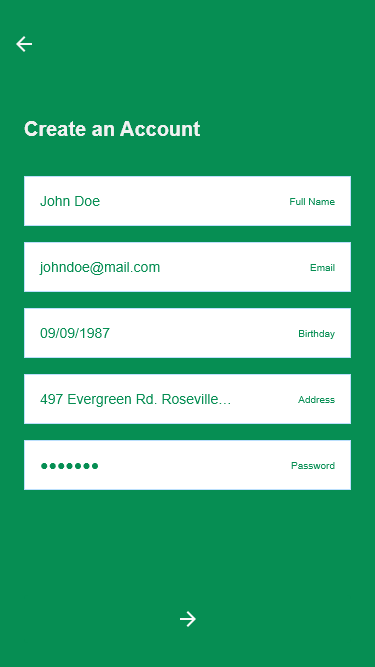 Create an Account
John Doe Full Name
johndoe@mail.com Email
09/09/1987 Birthday
497 Evergreen Rd. Roseville… Address
●●●●●●● Password